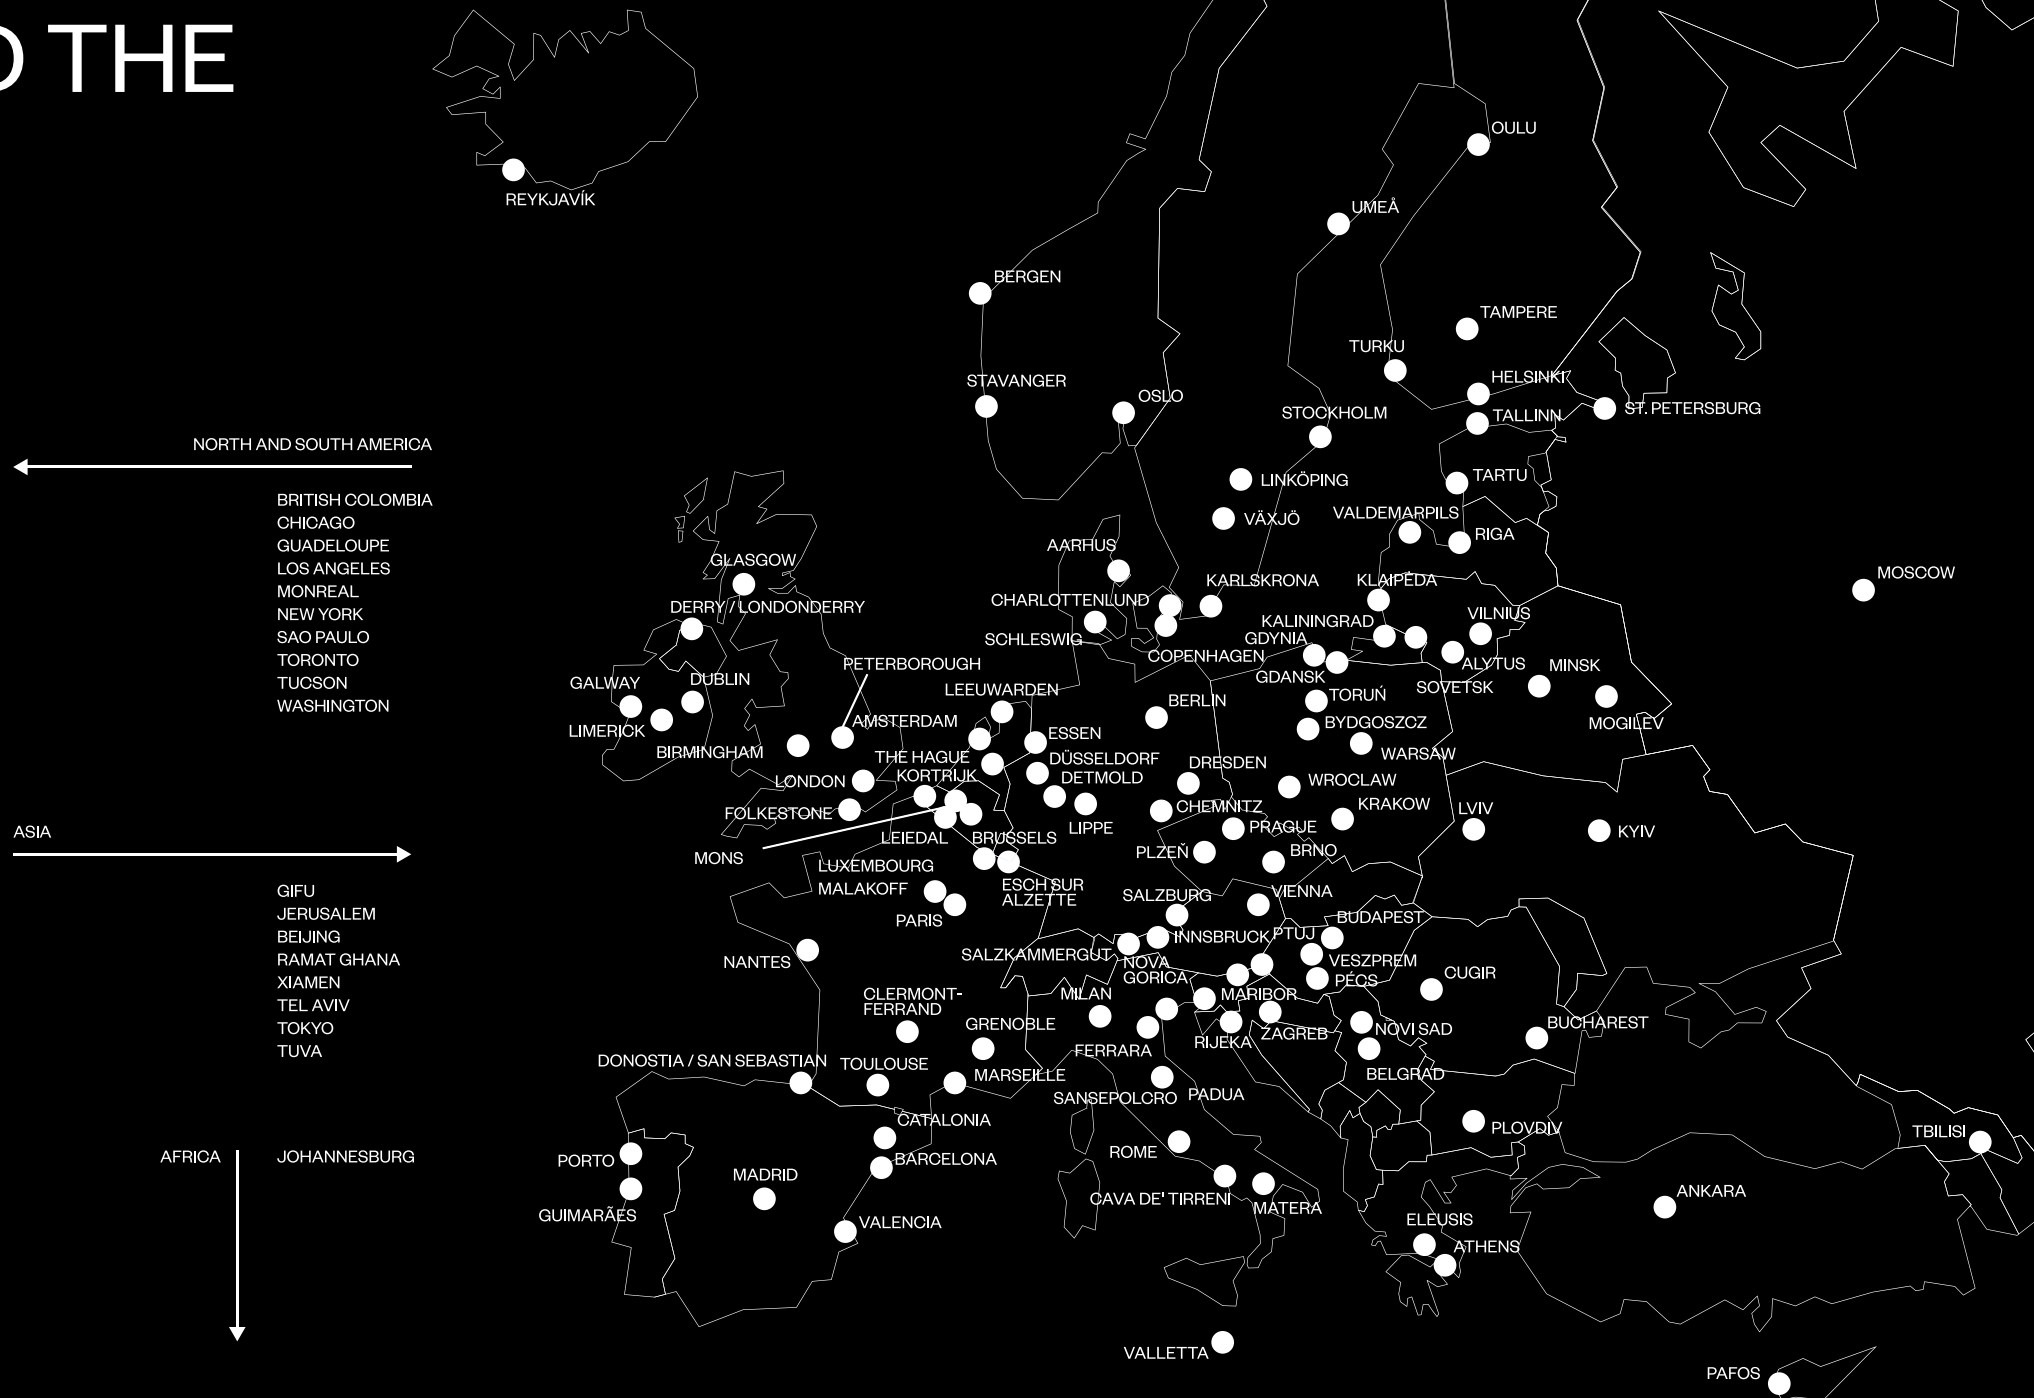 D THE
REYKJAVÍK
OULU
UMEÅ
BERGEN
TAMPERE
TURKU
STAVANGER
OSLO
HELSINKI
STOCKHOLM
TALLINN
ST. PETERSBURG
NORTH AND SOUTH AMERICA
BRITISH COLOMBIA
CHICAGO
GUADELOUPE
LOS ANGELES
MONREAL
NEW YORK
SAO PAULO
TORONTO
TUCSON
WASHINGTON
LINKÖPING
TARTU
VÄXJÖ
VALDEMARPILS
RIGA
AARHUS
GLASGOW
KARLSKRONA
KLAIPĖDA
MOSCOW
CHARLOTTENLUND
DERRY / LONDONDERRY
KALININGRAD
VILNIUS
SCHLESWIG
GDYNIA
COPENHAGEN
ALYTUS
MINSK
PETERBOROUGH
GDANSK
SOVETSK
GALWAY
DUBLIN
LEEUWARDEN
TORUŃ
MOGILEV
BERLIN
LIMERICK
AMSTERDAM
BYDGOSZCZ
ESSEN
BIRMINGHAM
THE HAGUE
DÜSSELDORF
WARSAW
DRESDEN
LONDON
KORTRIJK
DETMOLD
WROCLAW
FOLKESTONE
CHEMNITZ
KRAKOW
LVIV
LIPPE
PRAGUE
KYIV
LEIEDAL
BRUSSELS
MONS
PLZEŇ
BRNO
LUXEMBOURG
MALAKOFF
ESCH SUR
ALZETTE
SALZBURG
VIENNA
PARIS
BUDAPEST
INNSBRUCK
PTUJ
NANTES
SALZKAMMERGUT
NOVA
GORICA
VESZPREM
PÉCS
CUGIR
CLERMONT-
FERRAND
MILAN
MARIBOR
GRENOBLE
NOVI SAD
BUCHAREST
ZAGREB
RIJEKA
FERRARA
DONOSTIA / SAN SEBASTIAN
TOULOUSE
MARSEILLE
BELGRAD
SANSEPOLCRO
PADUA
CATALONIA
PLOVDIV
TBILISI
ROME
PORTO
BARCELONA
MADRID
CAVA DE' TIRRENI
MATERA
ANKARA
GUIMARÃES
VALENCIA
ELEUSIS
ATHENS
VALLETTA
PAFOS
ASIA
GIFU
JERUSALEM
BEIJING
RAMAT GHANA
XIAMEN
TEL AVIV
TOKYO
TUVA
AFRICA
JOHANNESBURG